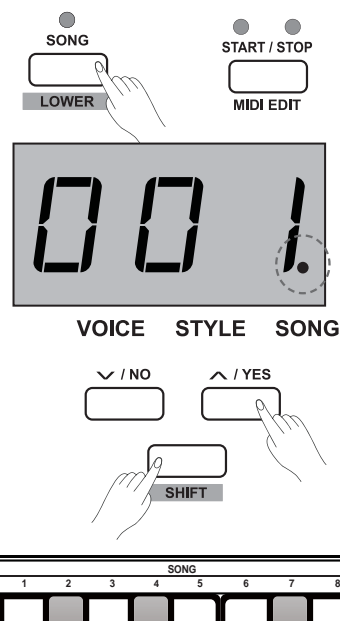 SONG
LOWER
START / STOP
MIDI EDIT
001.
VOICE STYLE SONG
∨ / NO
∧ / YES
SHIFT
SONG
1 2 3 4 5 6 7 8